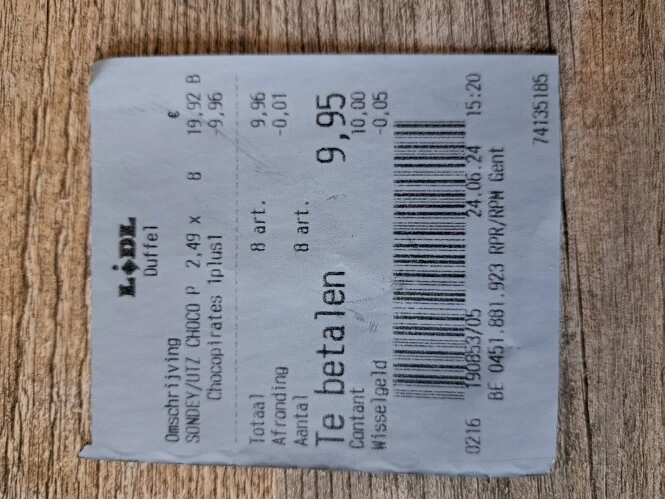 LIDL
Duffel
€
Omschrijving
SONDEY/UTZ CHOCO P 2,49 x 8 19,92 B
Chocopirates 1plus1 -9,96
Totaal 8 art. 9,96
Afronding -0,01
Aantal 8 art.
Te betalen 9,95
Contant 10,00
Wisselgeld -0,05
0216 190853/05 24.06.24 15:20
BE 0451.881.923 RPR/RPM Gent
74135185